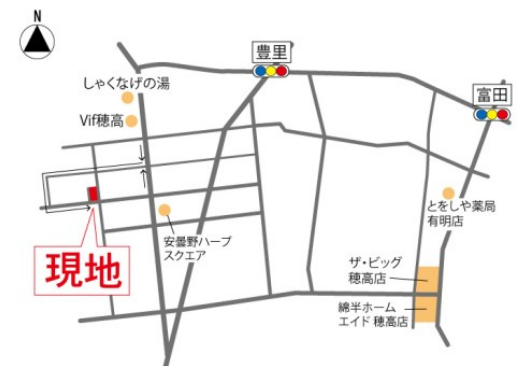 N
豊里
富田
しゃくなげの湯
Vif穂高
とをしや薬局
有明店
安曇野ハーブ
スクエア
現地
ザ・ビッグ
穂高店
綿半ホーム
エイド 穂高店